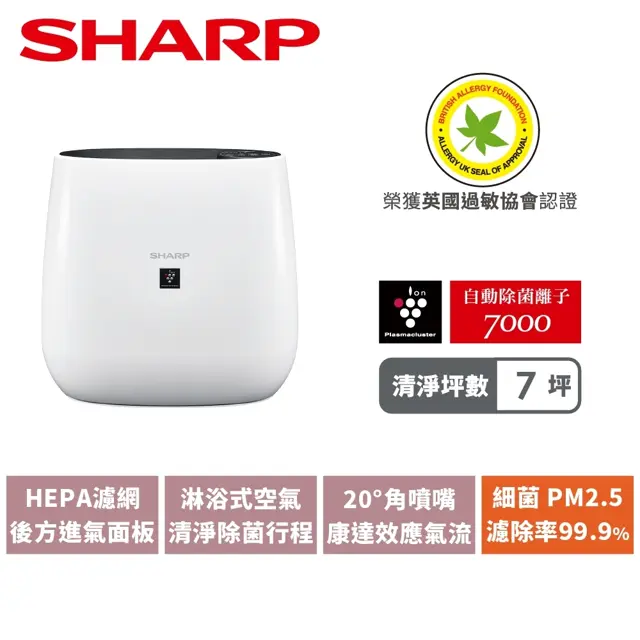 SHARP
BRITISH ALLERGY FOUNDATION
ALLERGY UK SEAL OF APPROVAL
榮獲英國過敏協會認證
SHARP
Ion
Plasmacluster
自動除菌離子
7000
清淨坪數 7 坪
HEPA濾網
後方進氣面板
淋浴式空氣
清淨除菌行程
20°角噴嘴
康達效應氣流
細菌 PM2.5
濾除率99.9%